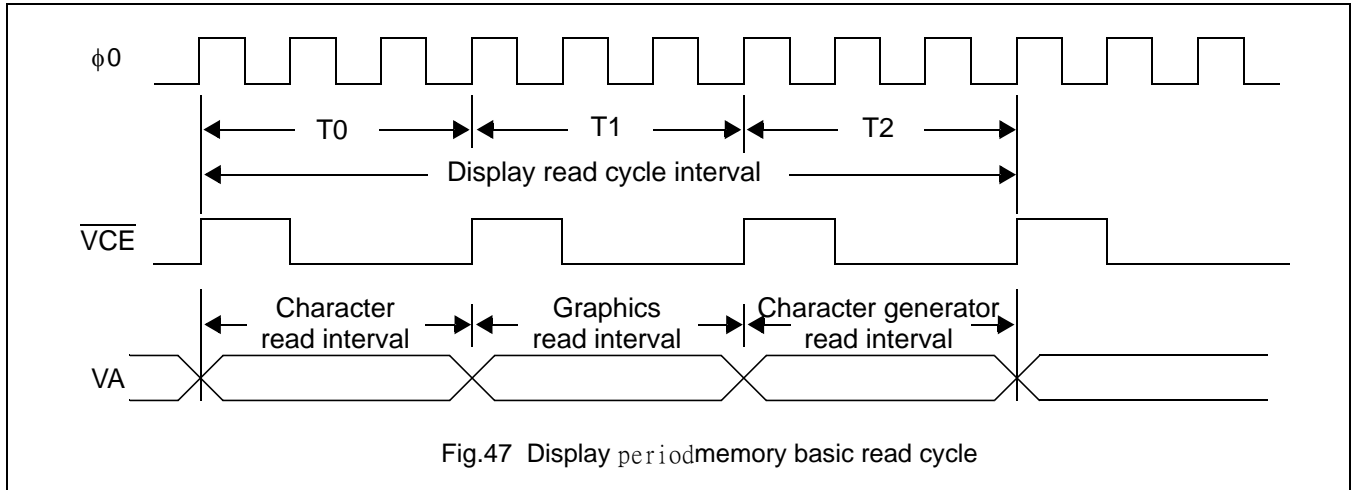 ϕ0
T0
T1
T2
Display read cycle interval
VCE
Character
read interval
Graphics
read interval
Character generator
read interval
VA
Fig.47 Display periodmemory basic read cycle